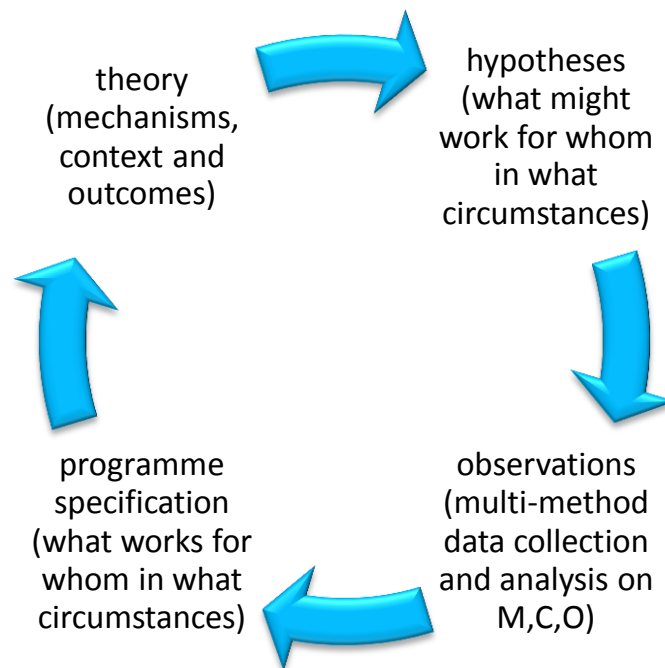 theory
(mechanisms,
context and
outcomes)
hypotheses
(what might
work for whom
in what
circumstances)
observations
(multi-method
data collection
and analysis on
M,C,O)
programme
specification
(what works for
whom in what
circumstances)